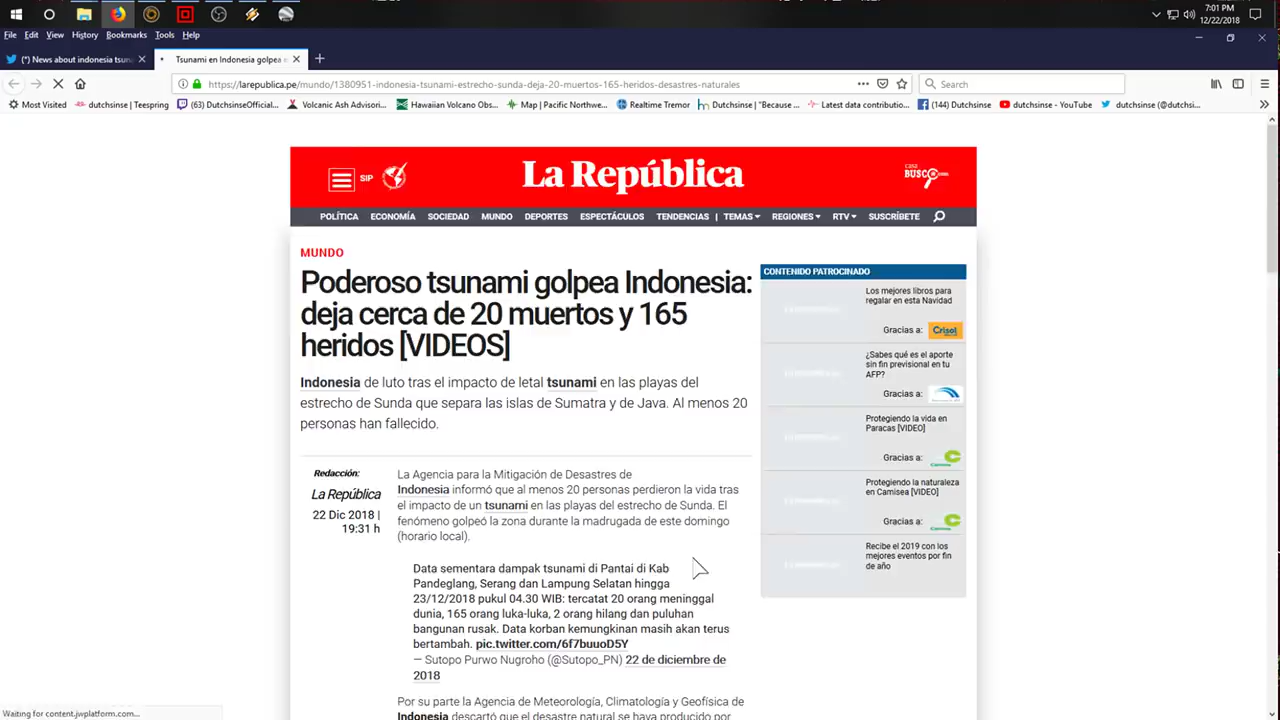 7:01 PM
12/22/2018
File Edit View History Bookmarks Tools Help
(*) News about indonesia tsun
Tsunami en Indonesia golpea e
https://larepublica.pe/mundo/1380951-indonesia-tsunami-estrecho-sunda-deja-20-muertos-165-heridos-desastres-naturales
Search
Most Visited
dutchsinse | Teespring
(63) DutchsinseOfficial...
Volcanic Ash Advisori...
Hawaiian Volcano Obs...
Map | Pacific Northwe...
Realtime Tremor
Dutchsinse | "Because ...
Latest data contributio...
(144) Dutchsinse
dutchsinse - YouTube
dutchsinse (@dutchsi...
SIP
La República
CASA
BUSCO.com
POLÍTICA ECONOMÍA SOCIEDAD MUNDO DEPORTES ESPECTÁCULOS TENDENCIAS | TEMAS REGIONES RTV SUSCRÍBETE
MUNDO
Poderoso tsunami golpea Indonesia:
deja cerca de 20 muertos y 165
heridos [VIDEOS]
Indonesia de luto tras el impacto de letal tsunami en las playas del
estrecho de Sunda que separa las islas de Sumatra y de Java. Al menos 20
personas han fallecido.
Redacción:
La República
22 Dic 2018 |
19:31 h
La Agencia para la Mitigación de Desastres de
Indonesia informó que al menos 20 personas perdieron la vida tras
el impacto de un tsunami en las playas del estrecho de Sunda. El
fenómeno golpeó la zona durante la madrugada de este domingo
(horario local).
Data sementara dampak tsunami di Pantai di Kab
Pandeglang, Serang dan Lampung Selatan hingga
23/12/2018 pukul 04.30 WIB: tercatat 20 orang meninggal
dunia, 165 orang luka-luka, 2 orang hilang dan puluhan
bangunan rusak. Data korban kemungkinan masih akan terus
bertambah. pic.twitter.com/6f7buuoD5Y
— Sutopo Purwo Nugroho (@Sutopo_PN) 22 de diciembre de
2018
Por su parte la Agencia de Meteorología, Climatología y Geofísica de
Indonesia descartó que el desastre natural se haya producido por
CONTENIDO PATROCINADO
Los mejores libros para
regalar en esta Navidad
Gracias a: Crisol
¿Sabes qué es el aporte
sin fin previsional en tu
AFP?
Gracias a:
Protegiendo la vida en
Paracas [VIDEO]
Gracias a:
Protegiendo la naturaleza
en Camisea [VIDEO]
Gracias a:
Recibe el 2019 con los
mejores eventos por fin
de año
Waiting for content.jwplatform.com...